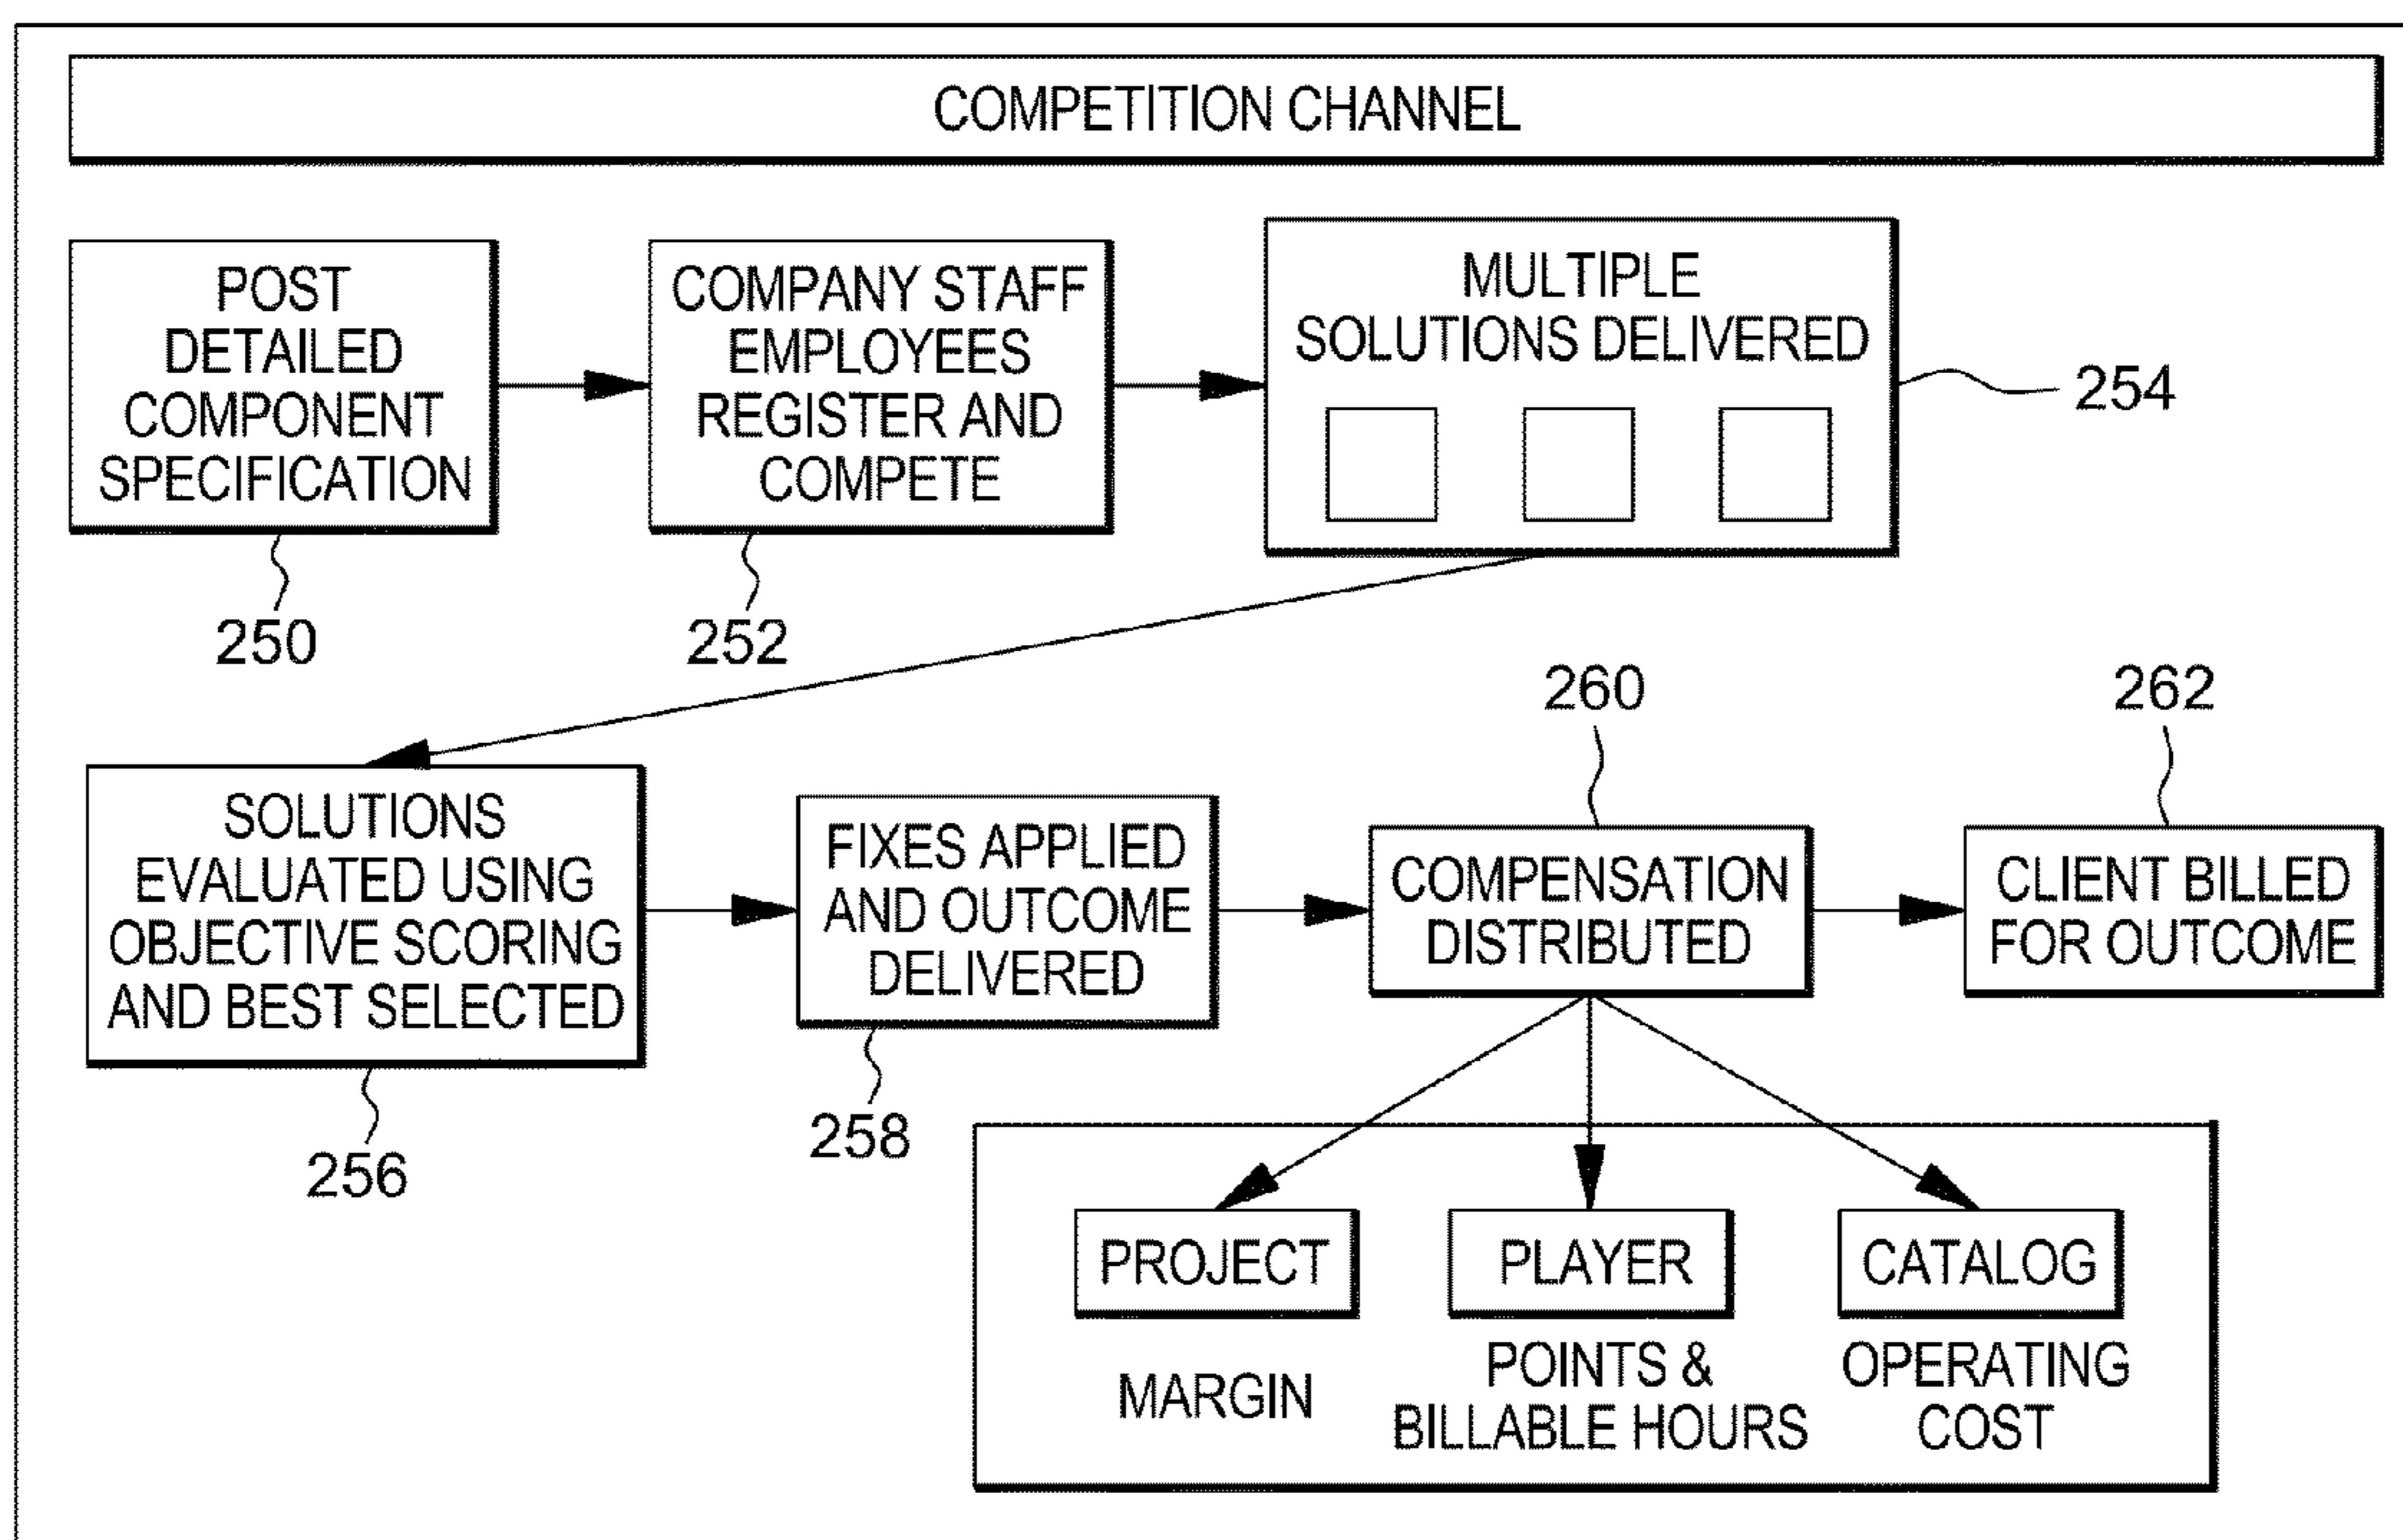 COMPETITION CHANNEL
POST
DETAILED
COMPONENT
SPECIFICATION
250
COMPANY STAFF
EMPLOYEES
REGISTER AND
COMPETE
252
MULTIPLE
SOLUTIONS DELIVERED
254
SOLUTIONS
EVALUATED USING
OBJECTIVE SCORING
AND BEST SELECTED
256
FIXES APPLIED
AND OUTCOME
DELIVERED
258
260
COMPENSATION
DISTRIBUTED
262
CLIENT BILLED
FOR OUTCOME
PROJECT
MARGIN
PLAYER
POINTS &
BILLABLE HOURS
CATALOG
OPERATING
COST